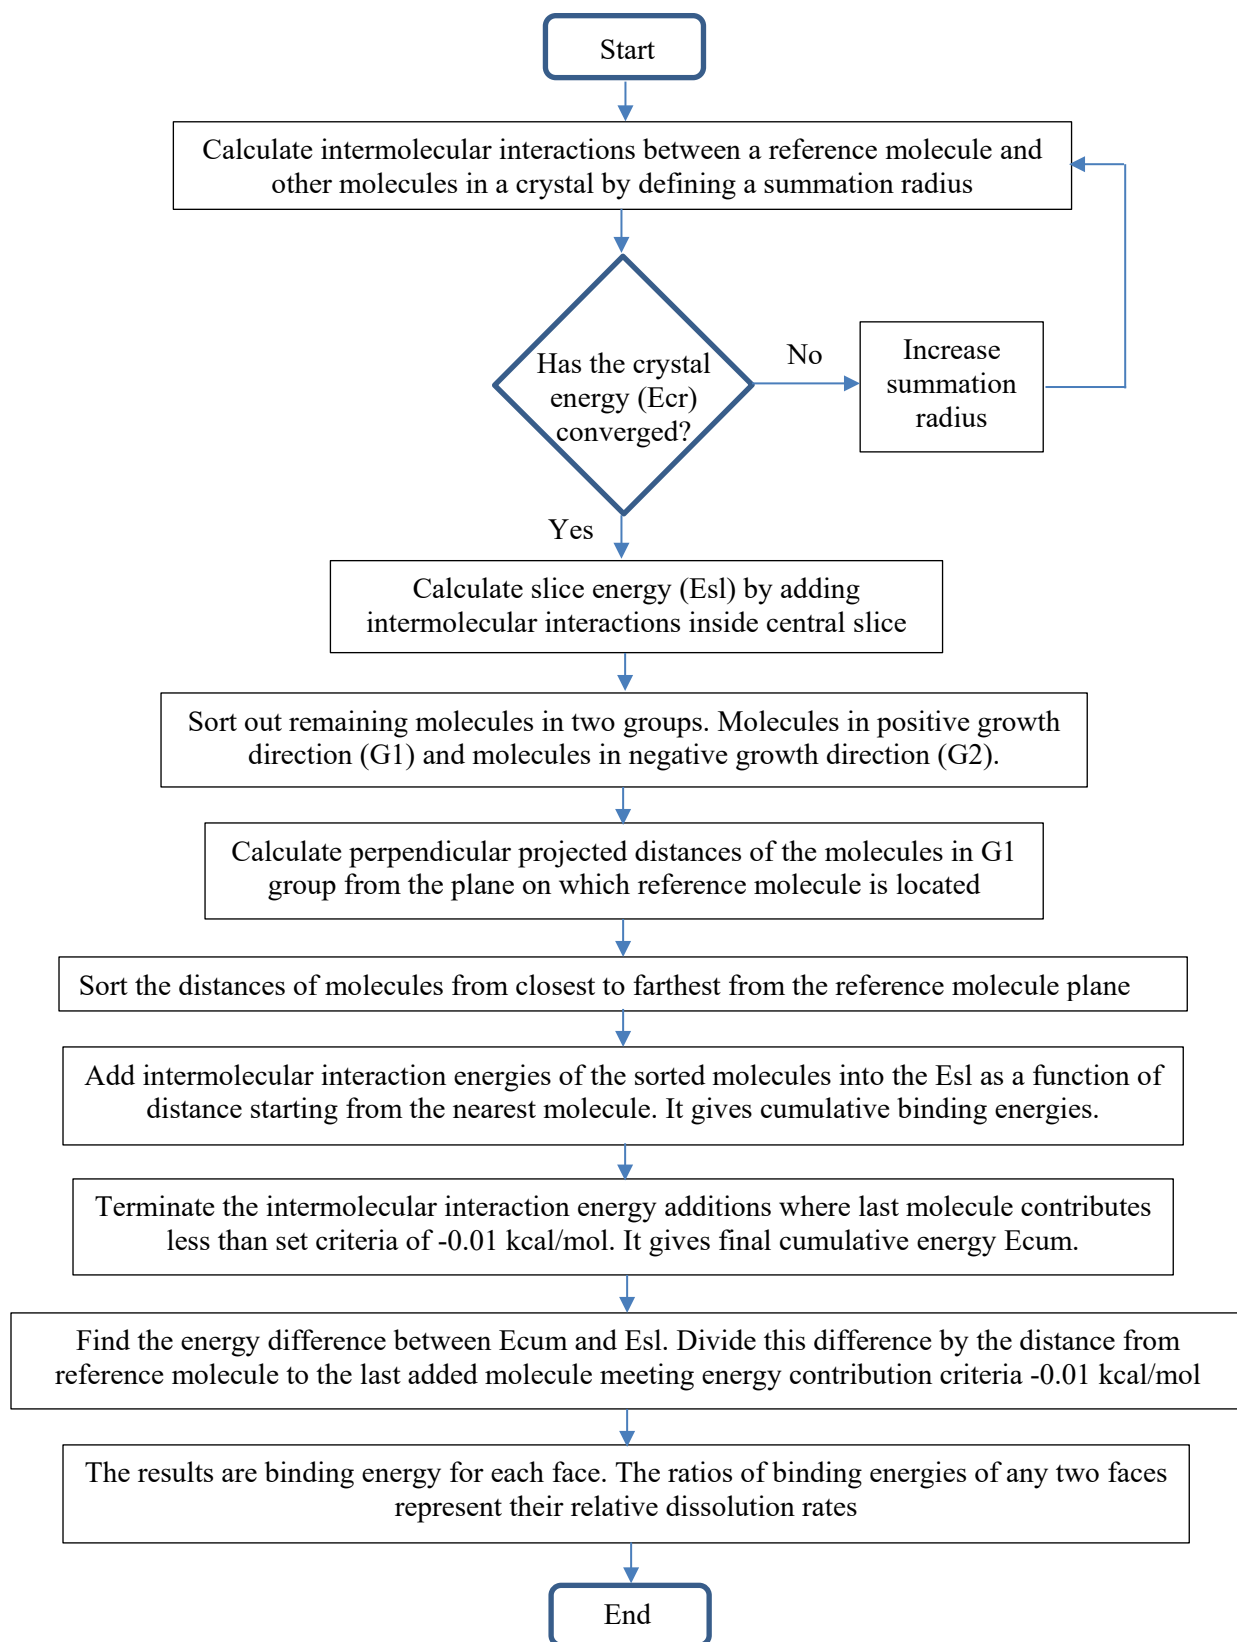 Start
Calculate intermolecular interactions between a reference molecule and
other molecules in a crystal by defining a summation radius
Has the crystal
energy (Ecr)
converged?
No
Increase
summation
radius
Yes
Calculate slice energy (Esl) by adding
intermolecular interactions inside central slice
Sort out remaining molecules in two groups. Molecules in positive growth
direction (G1) and molecules in negative growth direction (G2).
Calculate perpendicular projected distances of the molecules in G1
group from the plane on which reference molecule is located
Sort the distances of molecules from closest to farthest from the reference molecule plane
Add intermolecular interaction energies of the sorted molecules into the Esl as a function of
distance starting from the nearest molecule. It gives cumulative binding energies.
Terminate the intermolecular interaction energy additions where last molecule contributes
less than set criteria of -0.01 kcal/mol. It gives final cumulative energy Ecum.
Find the energy difference between Ecum and Esl. Divide this difference by the distance from
reference molecule to the last added molecule meeting energy contribution criteria -0.01 kcal/mol
The results are binding energy for each face. The ratios of binding energies of any two faces
represent their relative dissolution rates
End